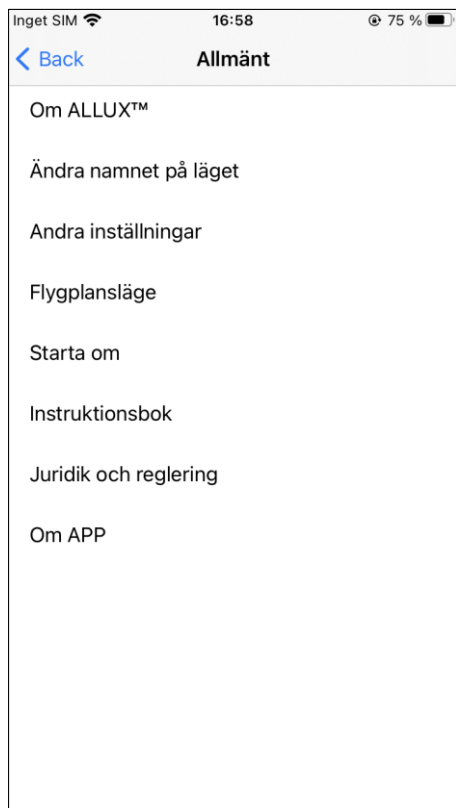 Inget SIM 16:58 75 %
Back Allmänt
Om ALLUX™
Ändra namnet på läget
Andra inställningar
Flygplansläge
Starta om
Instruktionsbok
Juridik och reglering
Om APP